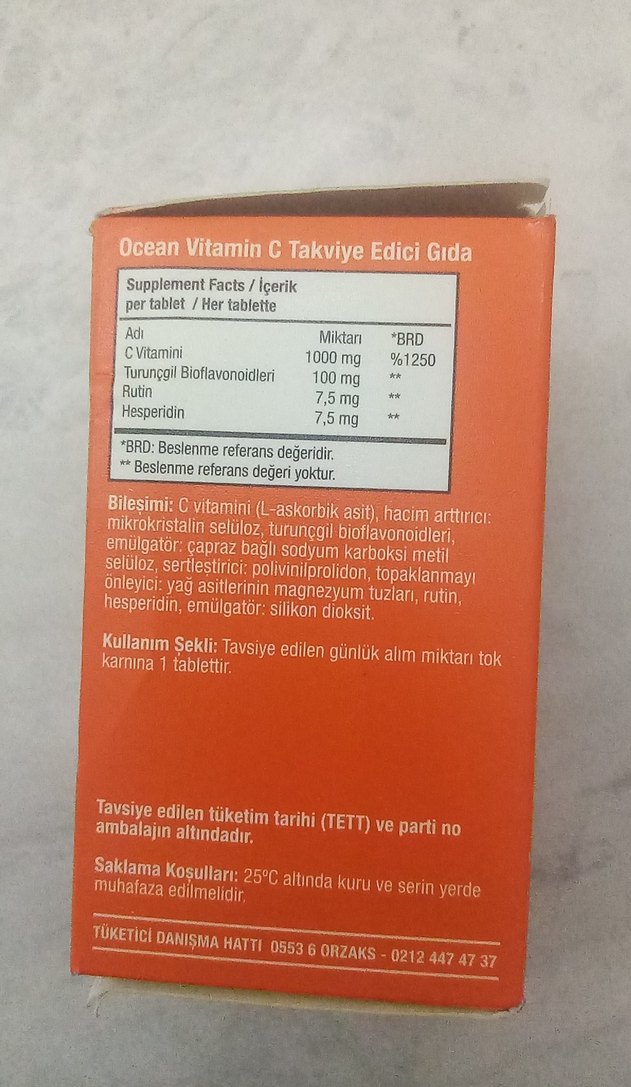 Ocean Vitamin C Takviye Edici Gıda
Supplement Facts / İçerik
per tablet / Her tablette
Adı Miktarı *BRD
C Vitamini 1000 mg %1250
Turunçgil Bioflavonoidleri 100 mg **
Rutin 7,5 mg **
Hesperidin 7,5 mg **
*BRD: Beslenme referans değeridir.
** Beslenme referans değeri yoktur.
Bileşimi: C vitamini (L-askorbik asit), hacim arttırıcı:
mikrokristalin selüloz, turunçgil bioflavonoidleri,
emülgatör: çapraz bağlı sodyum karboksi metil
selüloz, sertleştirici: polivinilprolidon, topaklanmayı
önleyici: yağ asitlerinin magnezyum tuzları, rutin,
hesperidin, emülgatör: silikon dioksit.
Kullanım Şekli: Tavsiye edilen günlük alım miktarı tok
karnına 1 tablettir.
Tavsiye edilen tüketim tarihi (TETT) ve parti no
ambalajın altındadır.
Saklama Koşulları: 25ºC altında kuru ve serin yerde
muhafaza edilmelidir.
TÜKETİCİ DANIŞMA HATTI 0553 6 ORZAKS - 0212 447 47 37